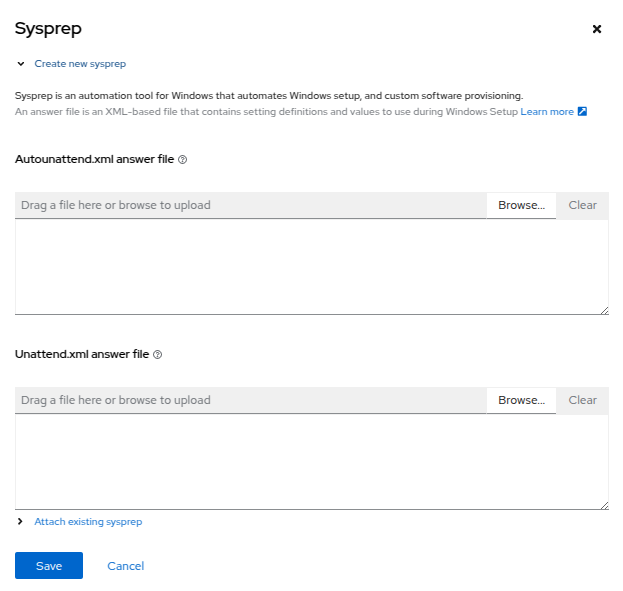 Sysprep
Create new sysprep
Sysprep is an automation tool for Windows that automates Windows setup, and custom software provisioning.
An answer file is an XML-based file that contains setting definitions and values to use during Windows Setup Learn more
Autounattend.xml answer file
Drag a file here or browse to upload Browse... Clear
Unattend.xml answer file
Drag a file here or browse to upload Browse... Clear
Attach existing sysprep
Save Cancel